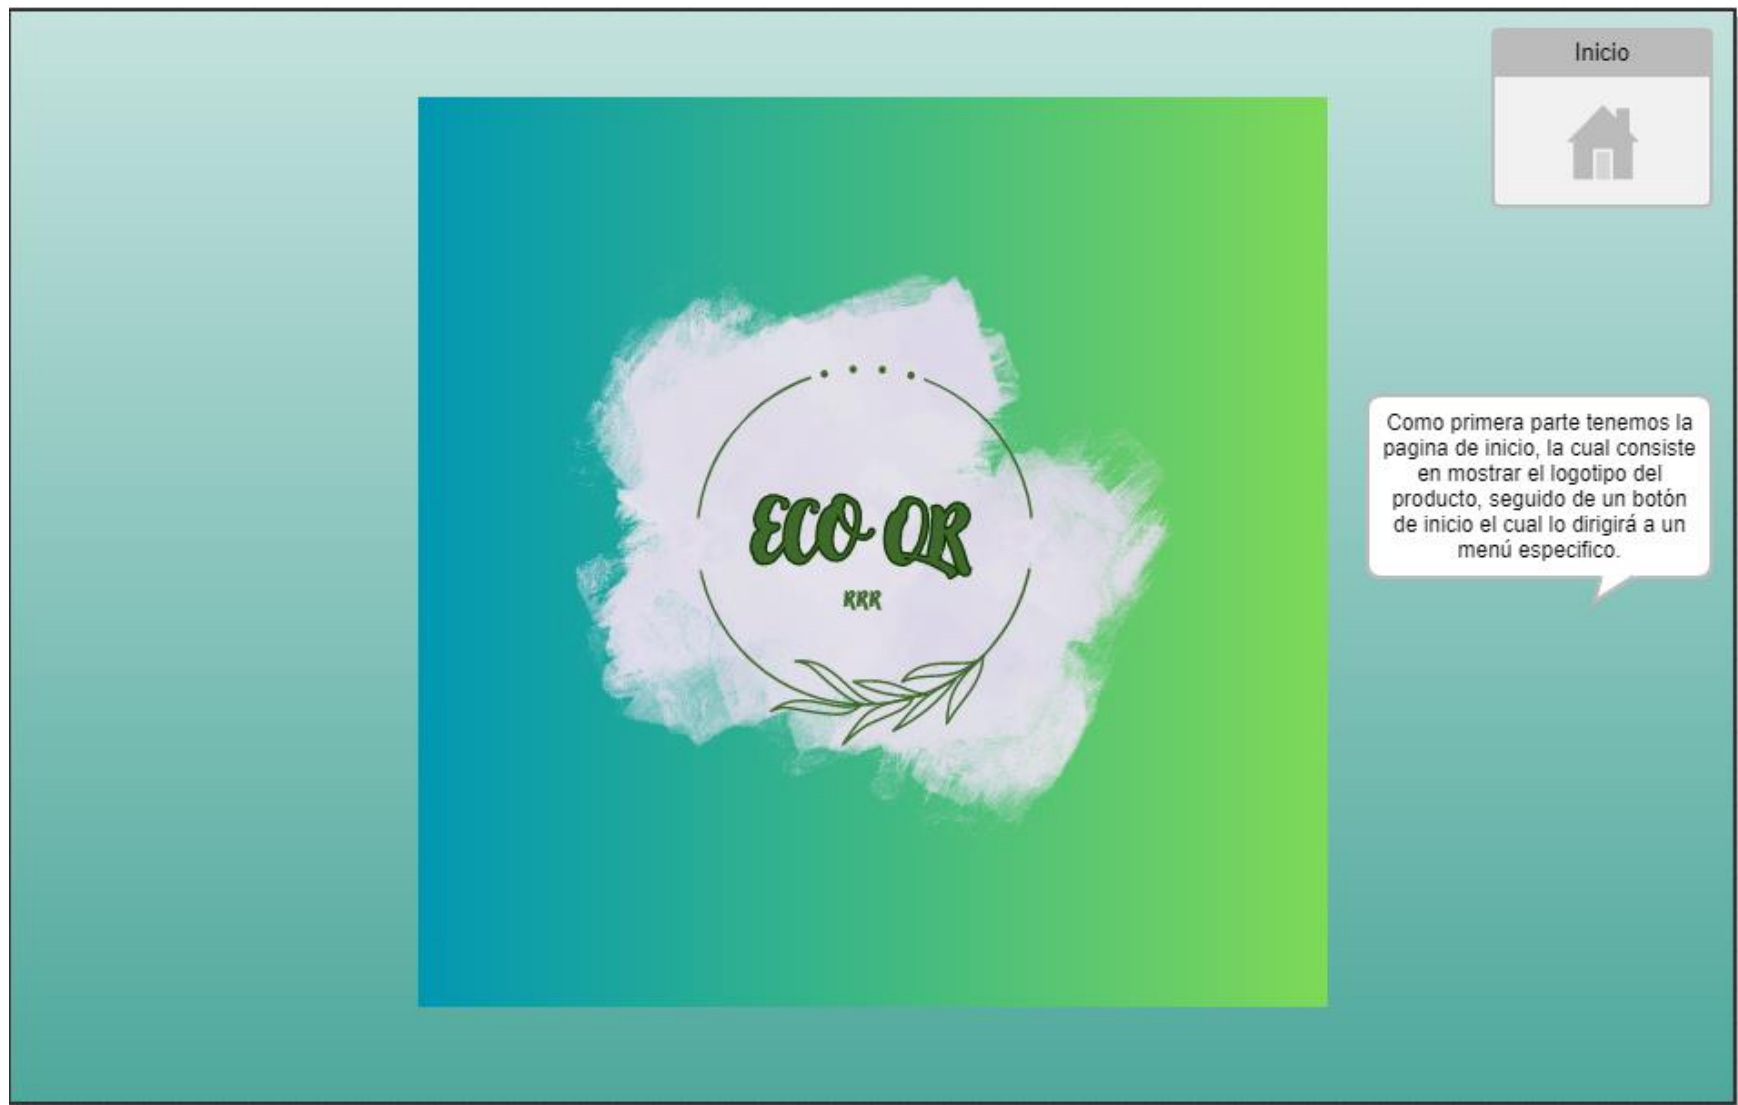 Inicio
ECO QR
RRR
Como primera parte tenemos la
pagina de inicio, la cual consiste
en mostrar el logotipo del
producto, seguido de un botón
de inicio el cual lo dirigirá a un
menú especifico.